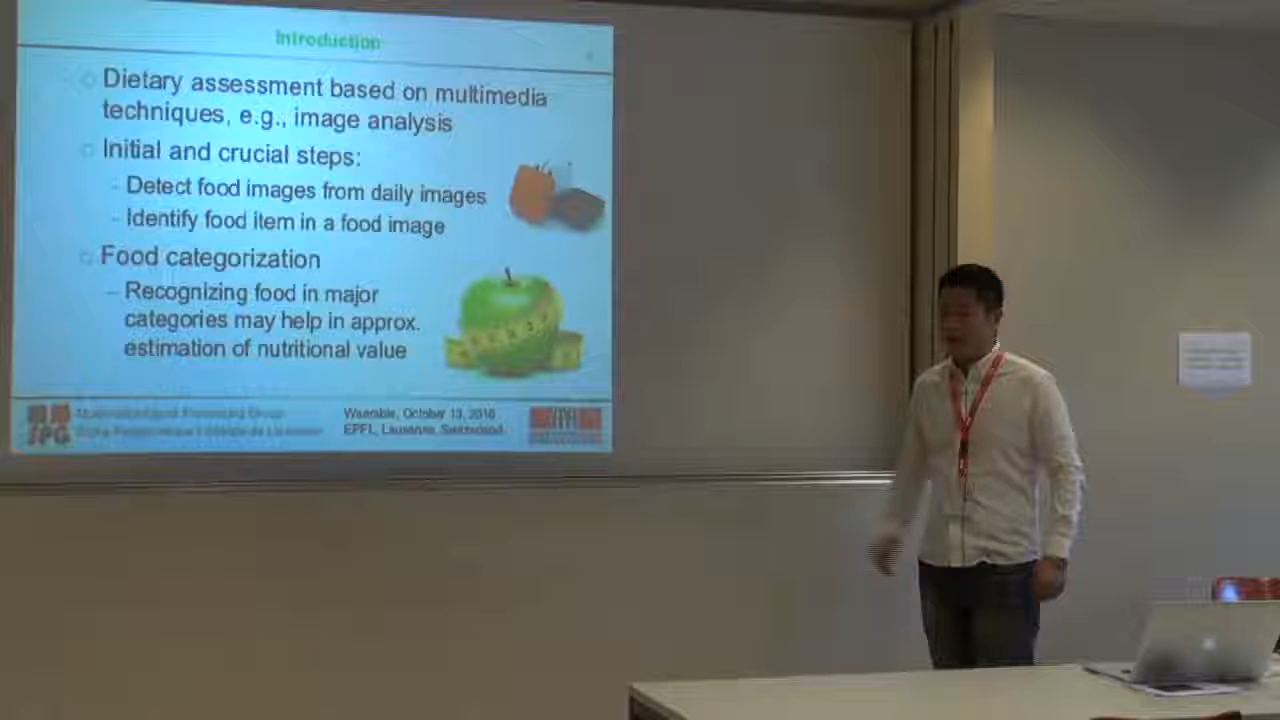 Introduction
Dietary assessment based on multimedia
techniques, e.g., image analysis
Initial and crucial steps:
- Detect food images from daily images
- Identify food item in a food image
Food categorization
- Recognizing food in major
categories may help in approx.
estimation of nutritional value
Group
Wearable, October 13, 2016
SPG
EPFL, Lausanne, Switzerland